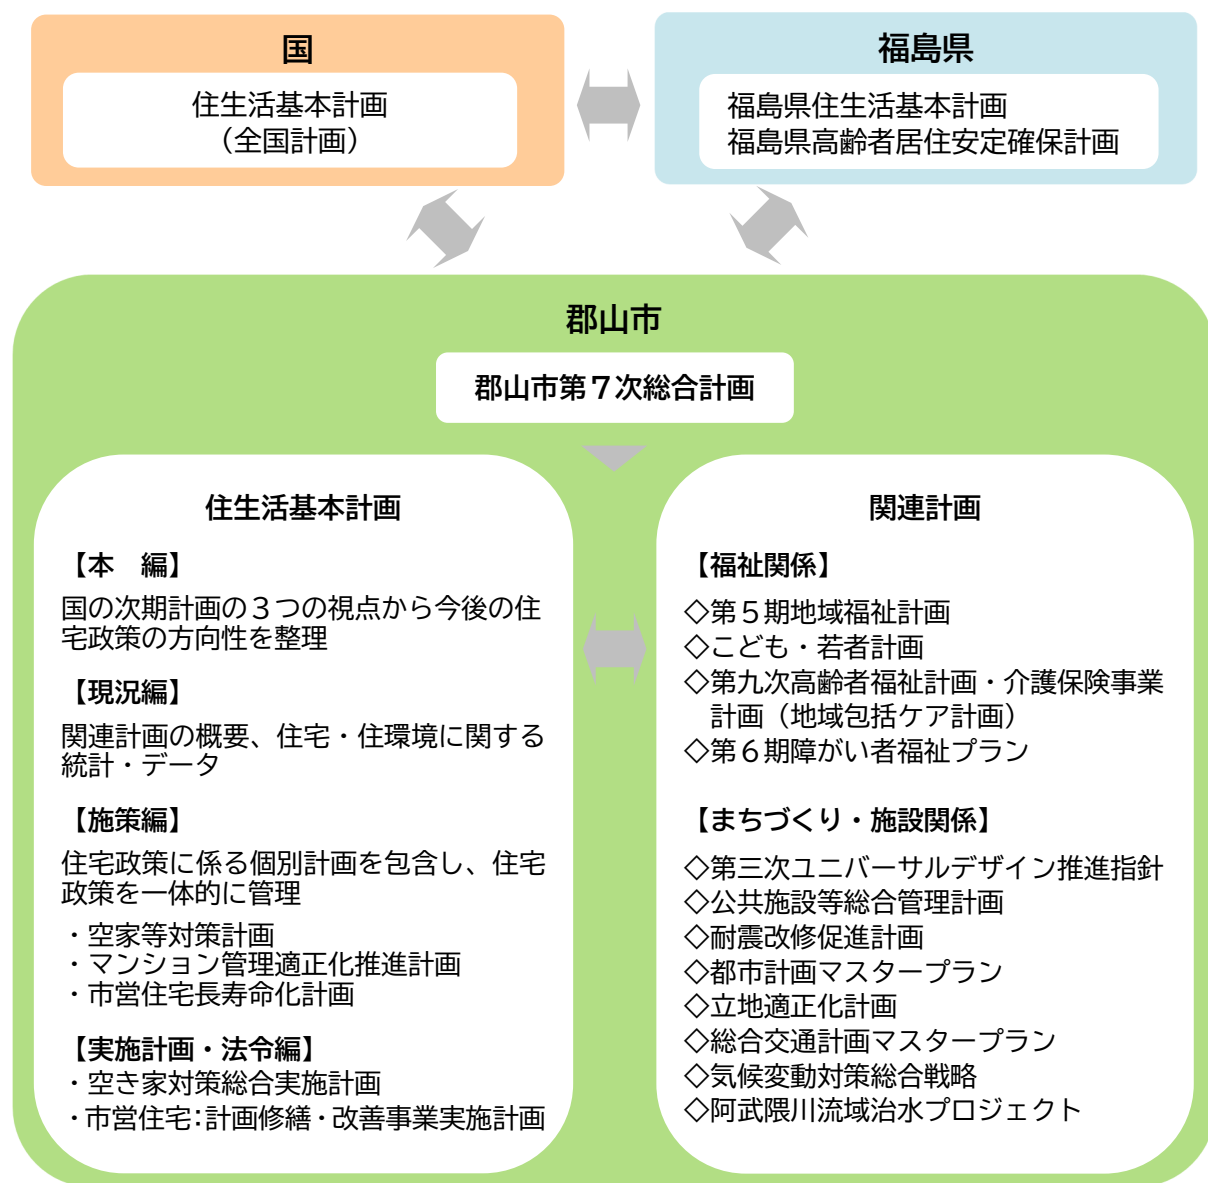 国
住生活基本計画
（全国計画）
福島県
福島県住生活基本計画
福島県高齢者居住安定確保計画
郡山市
郡山市第７次総合計画
住生活基本計画
【本　編】
国の次期計画の３つの視点から今後の住
宅政策の方向性を整理
【現況編】
関連計画の概要、住宅・住環境に関する
統計・データ
【施策編】
住宅政策に係る個別計画を包含し、住宅
政策を一体的に管理
・空家等対策計画
・マンション管理適正化推進計画
・市営住宅長寿命化計画
【実施計画・法令編】
・空き家対策総合実施計画
・市営住宅：計画修繕・改善事業実施計画
関連計画
【福祉関係】
◇第５期地域福祉計画
◇こども・若者計画
◇第九次高齢者福祉計画・介護保険事業
計画（地域包括ケア計画）
◇第６期障がい者福祉プラン
【まちづくり・施設関係】
◇第三次ユニバーサルデザイン推進指針
◇公共施設等総合管理計画
◇耐震改修促進計画
◇都市計画マスタープラン
◇立地適正化計画
◇総合交通計画マスタープラン
◇気候変動対策総合戦略
◇阿武隈川流域治水プロジェクト